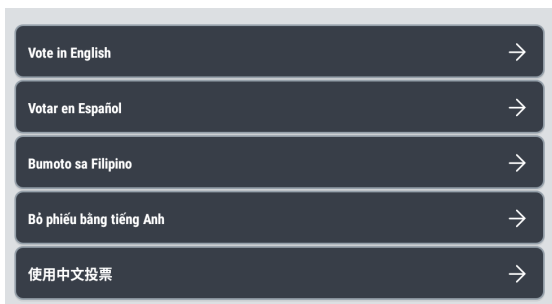 Vote in English
Votar en Español
Bumoto sa Filipino
Bỏ phiếu bằng tiếng Anh
使用中文投票